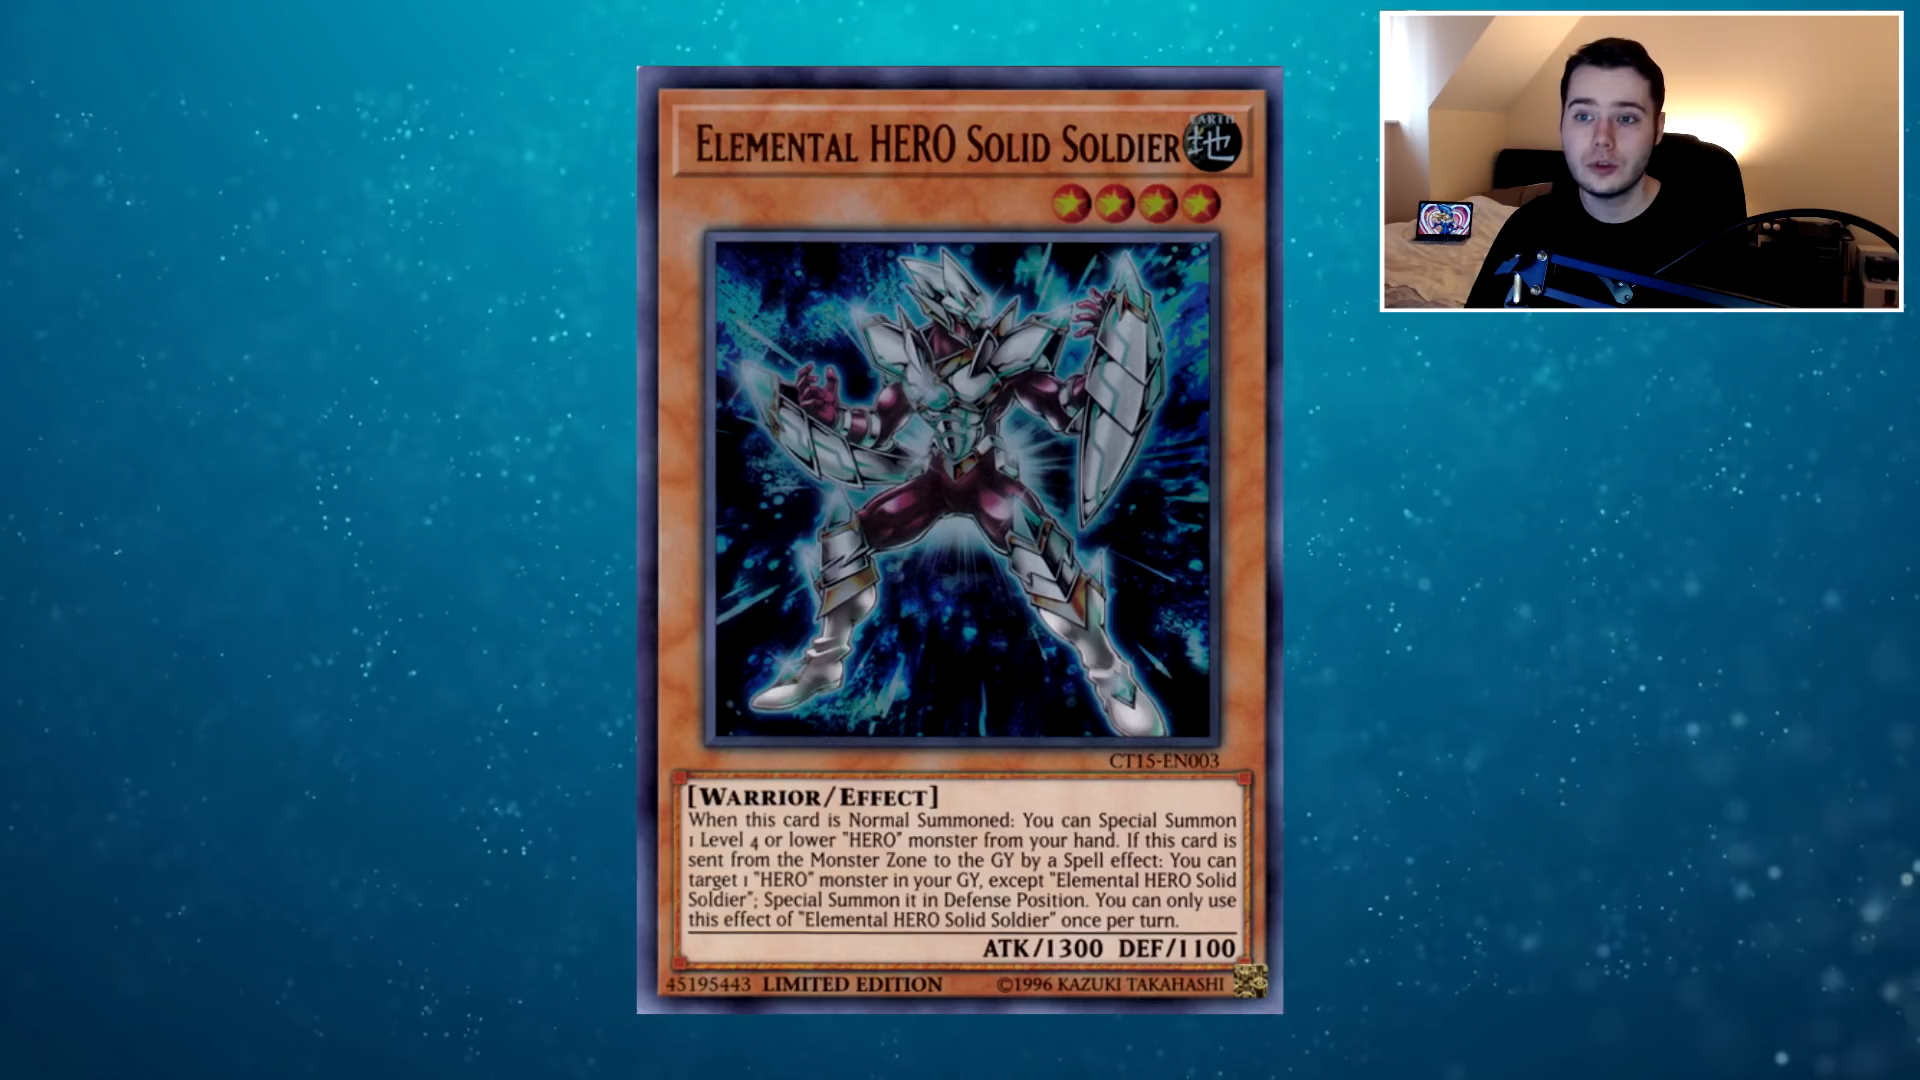 Elemental HERO Solid Soldier
EARTH
地
CT15-EN003
[Warrior/Effect]
When this card is Normal Summoned: You can Special Summon
1 Level 4 or lower "HERO" monster from your hand. If this card is
sent from the Monster Zone to the GY by a Spell effect: You can
target 1 "HERO" monster in your GY, except "Elemental HERO Solid
Soldier"; Special Summon it in Defense Position. You can only use
this effect of "Elemental HERO Solid Soldier" once per turn.
ATK/1300 DEF/1100
45195443 LIMITED EDITION ©1996 KAZUKI TAKAHASHI